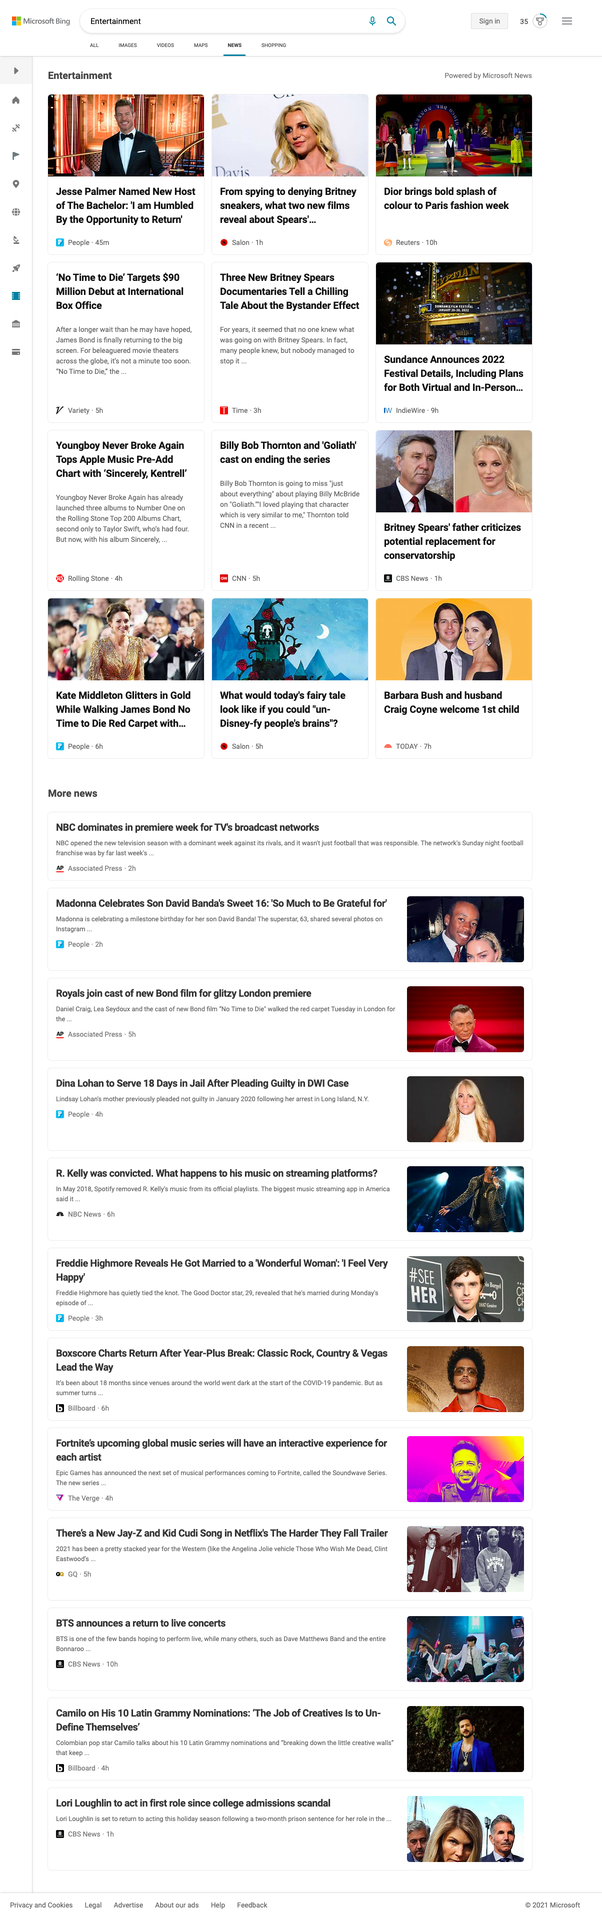 Microsoft Bing
Entertainment
Sign in
35
ALL IMAGES VIDEOS MAPS NEWS SHOPPING
Entertainment
Powered by Microsoft News
Davis
Jesse Palmer Named New Host
of The Bachelor: 'I am Humbled
By the Opportunity to Return'
People · 45m
From spying to denying Britney
sneakers, what two new films
reveal about Spears'...
Salon · 1h
Dior brings bold splash of
colour to Paris fashion week
Reuters · 10h
'No Time to Die' Targets $90
Million Debut at International
Box Office
After a longer wait than he may have hoped,
James Bond is finally returning to the big
screen. For beleaguered movie theaters
across the globe, it's not a minute too soon.
"No Time to Die," the ...
Variety · 5h
Three New Britney Spears
Documentaries Tell a Chilling
Tale About the Bystander Effect
For years, it seemed that no one knew what
was going on with Britney Spears. In fact,
many people knew, but nobody managed to
stop it ...
Time · 3h
Sundance Announces 2022
Festival Details, Including Plans
for Both Virtual and In-Person...
IndieWire · 9h
Youngboy Never Broke Again
Tops Apple Music Pre-Add
Chart with 'Sincerely, Kentrell'
Youngboy Never Broke Again has already
launched three albums to Number One on
the Rolling Stone Top 200 Albums Chart,
second only to Taylor Swift, who's had four.
But now, with his album Sincerely, ...
Rolling Stone · 4h
Billy Bob Thornton and 'Goliath'
cast on ending the series
Billy Bob Thornton is going to miss "just
about everything" about playing Billy McBride
on "Goliath.""I loved playing that character
which is very similar to me," Thornton told
CNN in a recent ...
CNN · 5h
Britney Spears' father criticizes
potential replacement for
conservatorship
CBS News · 1h
Kate Middleton Glitters in Gold
While Walking James Bond No
Time to Die Red Carpet with...
People · 6h
What would today's fairy tale
look like if you could "un-
Disney-fy people's brains"?
Salon · 5h
Barbara Bush and husband
Craig Coyne welcome 1st child
TODAY · 7h
More news
NBC dominates in premiere week for TV's broadcast networks
NBC opened the new television season with a dominant week against its rivals, and it wasn't just football that was responsible. The network's Sunday night football
franchise was by far last week's ...
AP Associated Press · 2h
Madonna Celebrates Son David Banda's Sweet 16: 'So Much to Be Grateful for'
Madonna is celebrating a milestone birthday for her son David Banda! The superstar, 63, shared several photos on
Instagram ...
People · 2h
Royals join cast of new Bond film for glitzy London premiere
Daniel Craig, Lea Seydoux and the cast of new Bond film "No Time to Die" walked the red carpet Tuesday in London for
the ...
AP Associated Press · 5h
Dina Lohan to Serve 18 Days in Jail After Pleading Guilty in DWI Case
Lindsay Lohan's mother previously pleaded not guilty in January 2020 following her arrest in Long Island, N.Y.
People · 4h
R. Kelly was convicted. What happens to his music on streaming platforms?
In May 2018, Spotify removed R. Kelly's music from its official playlists. The biggest music streaming app in America
said it ...
NBC News · 6h
Freddie Highmore Reveals He Got Married to a 'Wonderful Woman': 'I Feel Very
Happy'
Freddie Highmore has quietly tied the knot. The Good Doctor star, 29, revealed that he's married during Monday's
episode of ...
People · 3h
#SEE
HER
Boxscore Charts Return After Year-Plus Break: Classic Rock, Country & Vegas
Lead the Way
It's been about 18 months since venues around the world went dark at the start of the COVID-19 pandemic. But as
summer turns ...
Billboard · 6h
Fortnite's upcoming global music series will have an interactive experience for
each artist
Epic Games has announced the next set of musical performances coming to Fortnite, called the Soundwave Series.
The new series ...
The Verge · 4h
There's a New Jay-Z and Kid Cudi Song in Netflix's The Harder They Fall Trailer
2021 has been a pretty stacked year for the Western (like the Angelina Jolie vehicle Those Who Wish Me Dead, Clint
Eastwood's ...
GQ · 5h
BTS announces a return to live concerts
BTS is one of the few bands hoping to perform live, while many others, such as Dave Matthews Band and the entire
Bonnaroo ...
CBS News · 10h
Camilo on His 10 Latin Grammy Nominations: 'The Job of Creatives Is to Un-
Define Themselves'
Colombian pop star Camilo talks about his 10 Latin Grammy nominations and "breaking down the little creative walls"
that keep ...
Billboard · 4h
Lori Loughlin to act in first role since college admissions scandal
Lori Loughlin is set to return to acting this holiday season following a two-month prison sentence for her role in the ...
CBS News · 1h
Privacy and Cookies Legal Advertise About our ads Help Feedback
© 2021 Microsoft